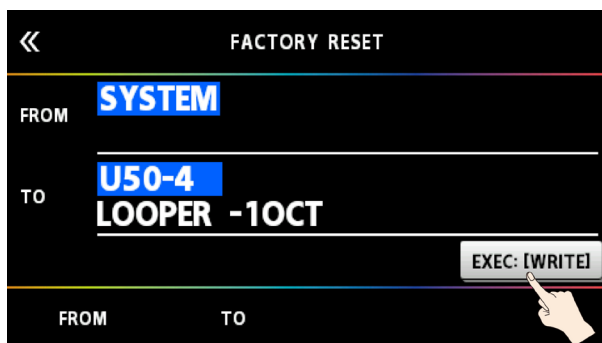 «
FACTORY RESET
FROM
SYSTEM
TO
U50-4
LOOPER -1OCT
EXEC: [WRITE]
FROM TO